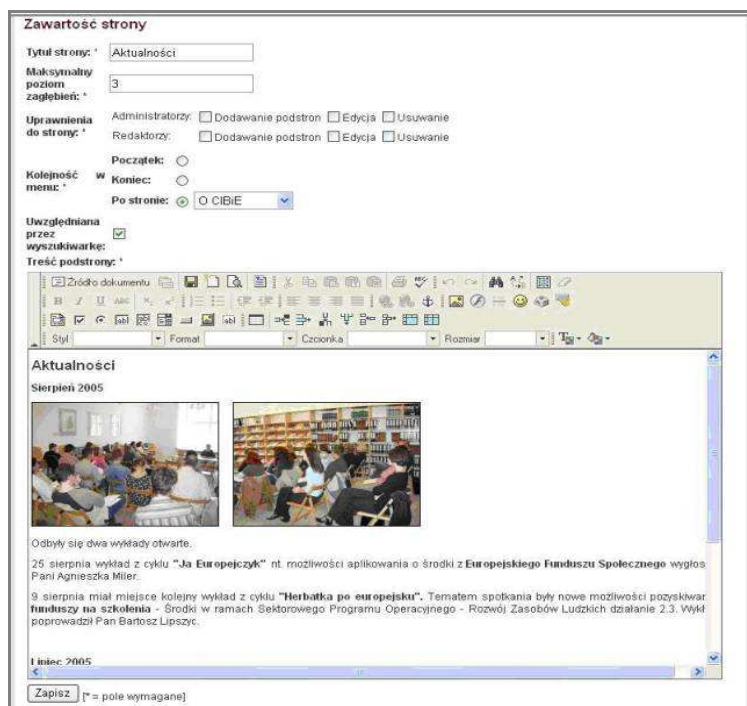 Zawartość strony
Tytuł strony: * Aktualności
Maksymalny
poziom 3
zagłębień: *
Uprawnienia Administratorzy: Dodawanie podstron Edycja Usuwanie
do strony: * Redaktorzy: Dodawanie podstron Edycja Usuwanie
Początek:
Kolejność w Koniec:
menu: *
Po stronie: O CIBiE
Uwzględniana
przez
wyszukiwarkę:
Treść podstrony: *
Źródło dokumentu
B I U ABC
Styl Format Czcionka Rozmiar
Aktualności
Sierpień 2005
Odbyły się dwa wykłady otwarte.
25 sierpnia wykład z cyklu "Ja Europejczyk" nt. możliwości aplikowania o środki z Europejskiego Funduszu Społecznego wygłos
Pani Agnieszka Miler.
9 sierpnia miał miejsce kolejny wykład z cyklu "Herbatka po europejsku". Tematem spotkania były nowe możliwości pozyskiwar
funduszy na szkolenia - Środki w ramach Sektorowego Programu Operacyjnego - Rozwój Zasobów Ludzkich działanie 2.3. Wykł
poprowadził Pan Bartosz Lipszyc.
Lipiec 2005
Zapisz [* = pole wymagane]